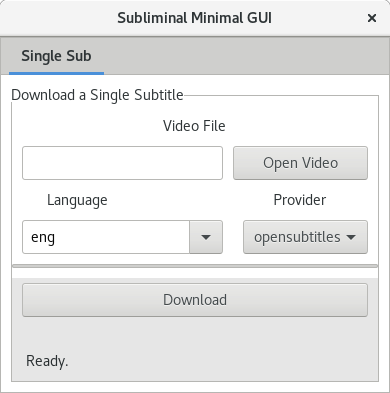 Subliminal Minimal GUI
Single Sub
Download a Single Subtitle
Video File
Open Video
Language Provider
eng opensubtitles
Download
Ready.